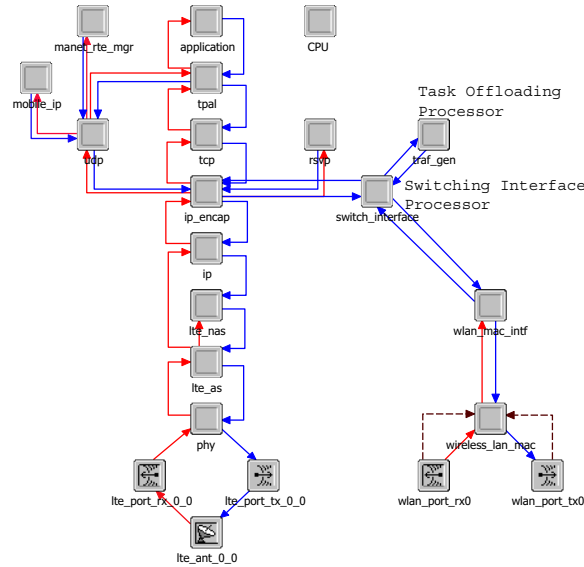 application
CPU
manet_rte_mgr
mobile_ip
tpal
Task Offloading
Processor
udp
tcp
rsvp
traf_gen
Switching Interface
Processor
ip_encap
switch_interface
ip
lte_nas
wlan_mac_intf
lte_as
phy
wireless_lan_mac
lte_port_rx_0_0
lte_port_tx_0_0
wlan_port_rx0
wlan_port_tx0
lte_ant_0_0